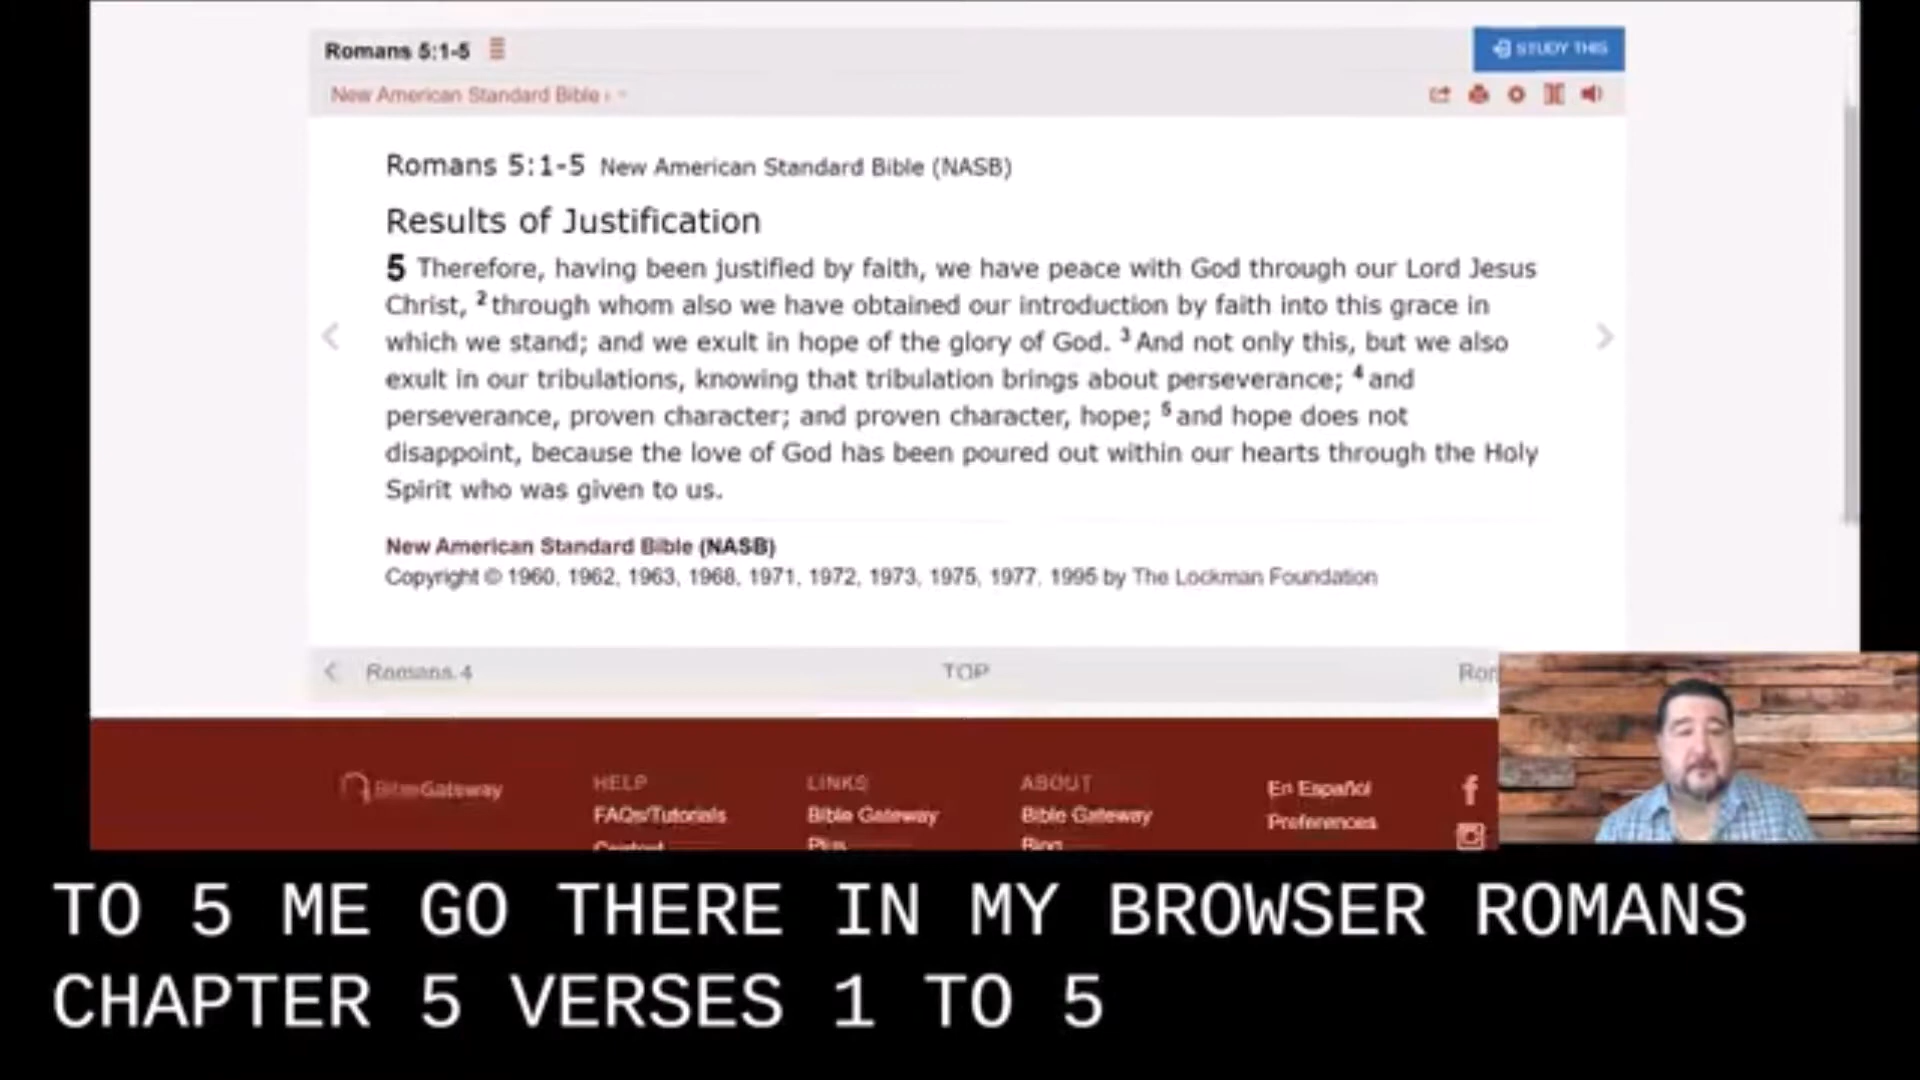 Romans 5:1-5
STUDY THIS
New American Standard Bible
Romans 5:1-5 New American Standard Bible (NASB)
Results of Justification
5 Therefore, having been justified by faith, we have peace with God through our Lord Jesus
Christ, 2 through whom also we have obtained our introduction by faith into this grace in
which we stand; and we exult in hope of the glory of God. 3 And not only this, but we also
exult in our tribulations, knowing that tribulation brings about perseverance; 4 and
perseverance, proven character; and proven character, hope; 5 and hope does not
disappoint, because the love of God has been poured out within our hearts through the Holy
Spirit who was given to us.
New American Standard Bible (NASB)
Copyright © 1960, 1962, 1963, 1968, 1971, 1972, 1973, 1975, 1977, 1995 by The Lockman Foundation
Romans 4 TOP Rom
BibleGateway
HELP LINKS ABOUT
En Español
FAQs/Tutorials Bible Gateway Bible Gateway
Preferences
Plus Blog
TO 5 ME GO THERE IN MY BROWSER ROMANS
CHAPTER 5 VERSES 1 TO 5